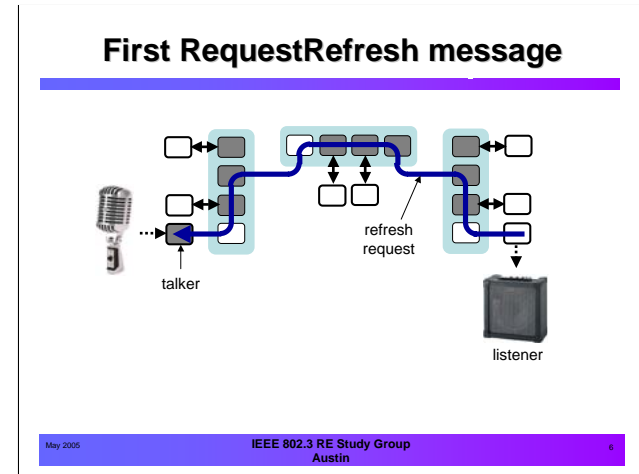 First RequestRefresh message
refresh
request
talker
listener
May 2005
IEEE 802.3 RE Study Group
Austin
6